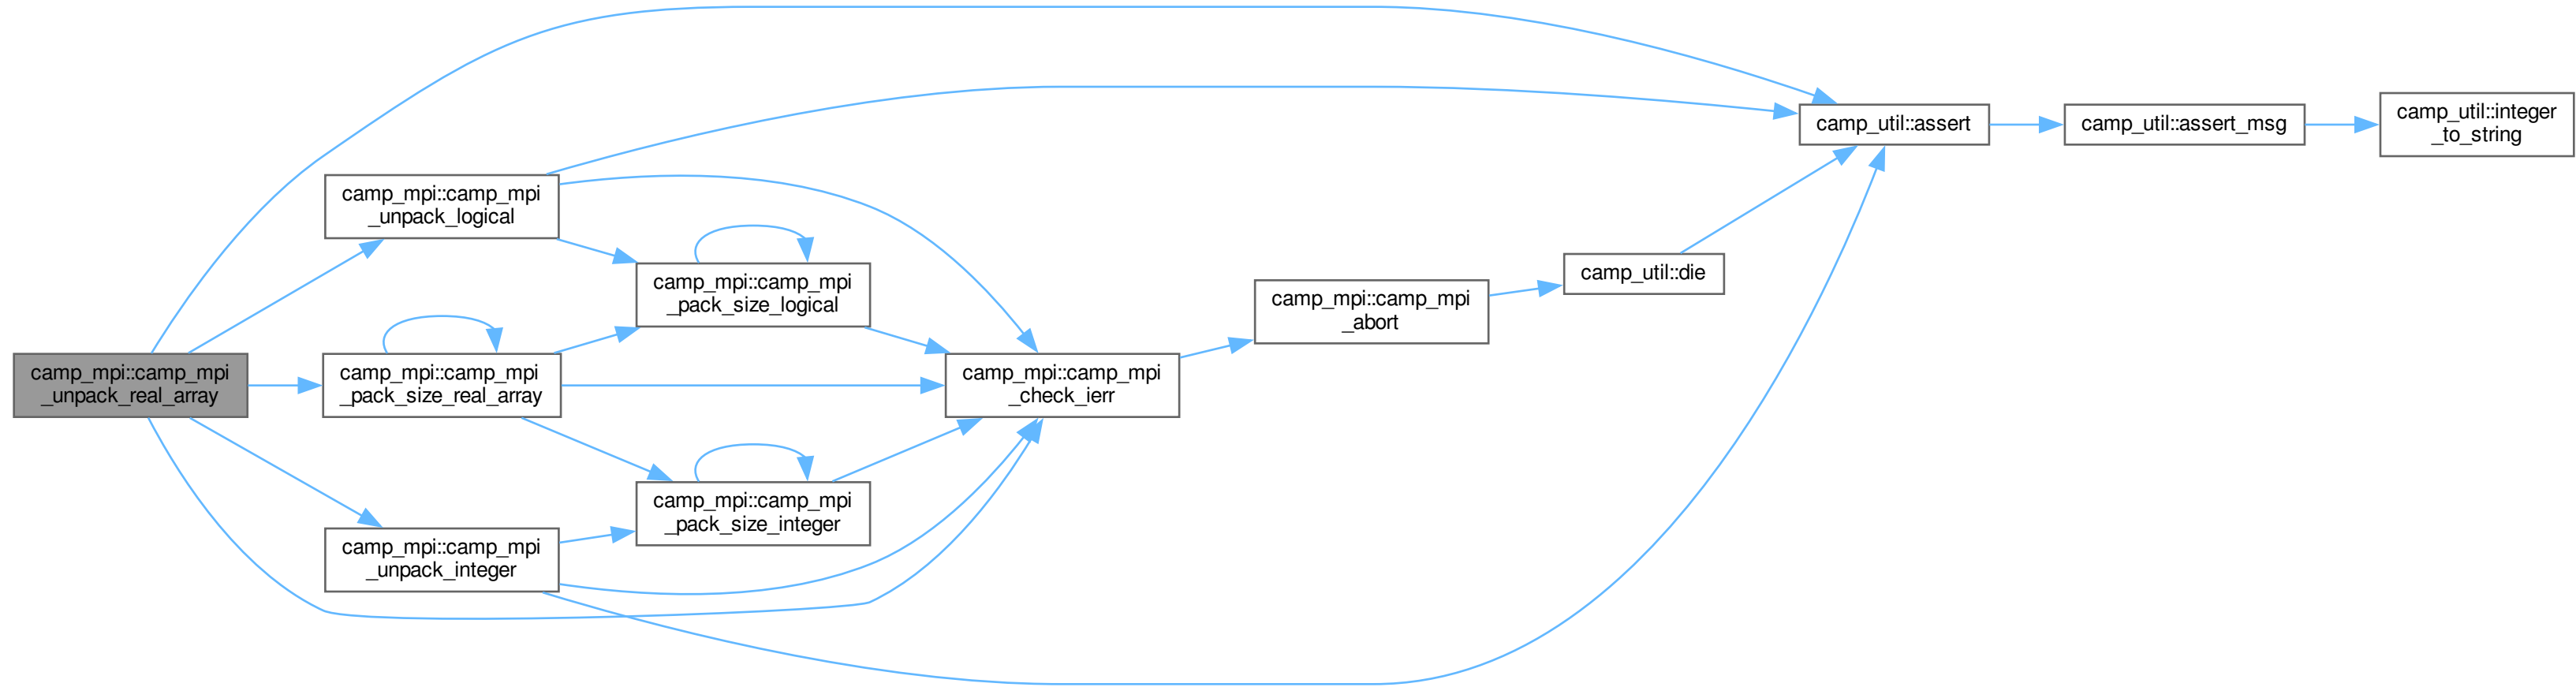 camp_mpi::camp_mpi
_unpack_real_array
camp_mpi::camp_mpi
_unpack_logical
camp_mpi::camp_mpi
_pack_size_real_array
camp_mpi::camp_mpi
_unpack_integer
camp_mpi::camp_mpi
_pack_size_logical
camp_mpi::camp_mpi
_pack_size_integer
camp_mpi::camp_mpi
_check_ierr
camp_mpi::camp_mpi
_abort
camp_util::die
camp_util::assert
camp_util::assert_msg
camp_util::integer
_to_string